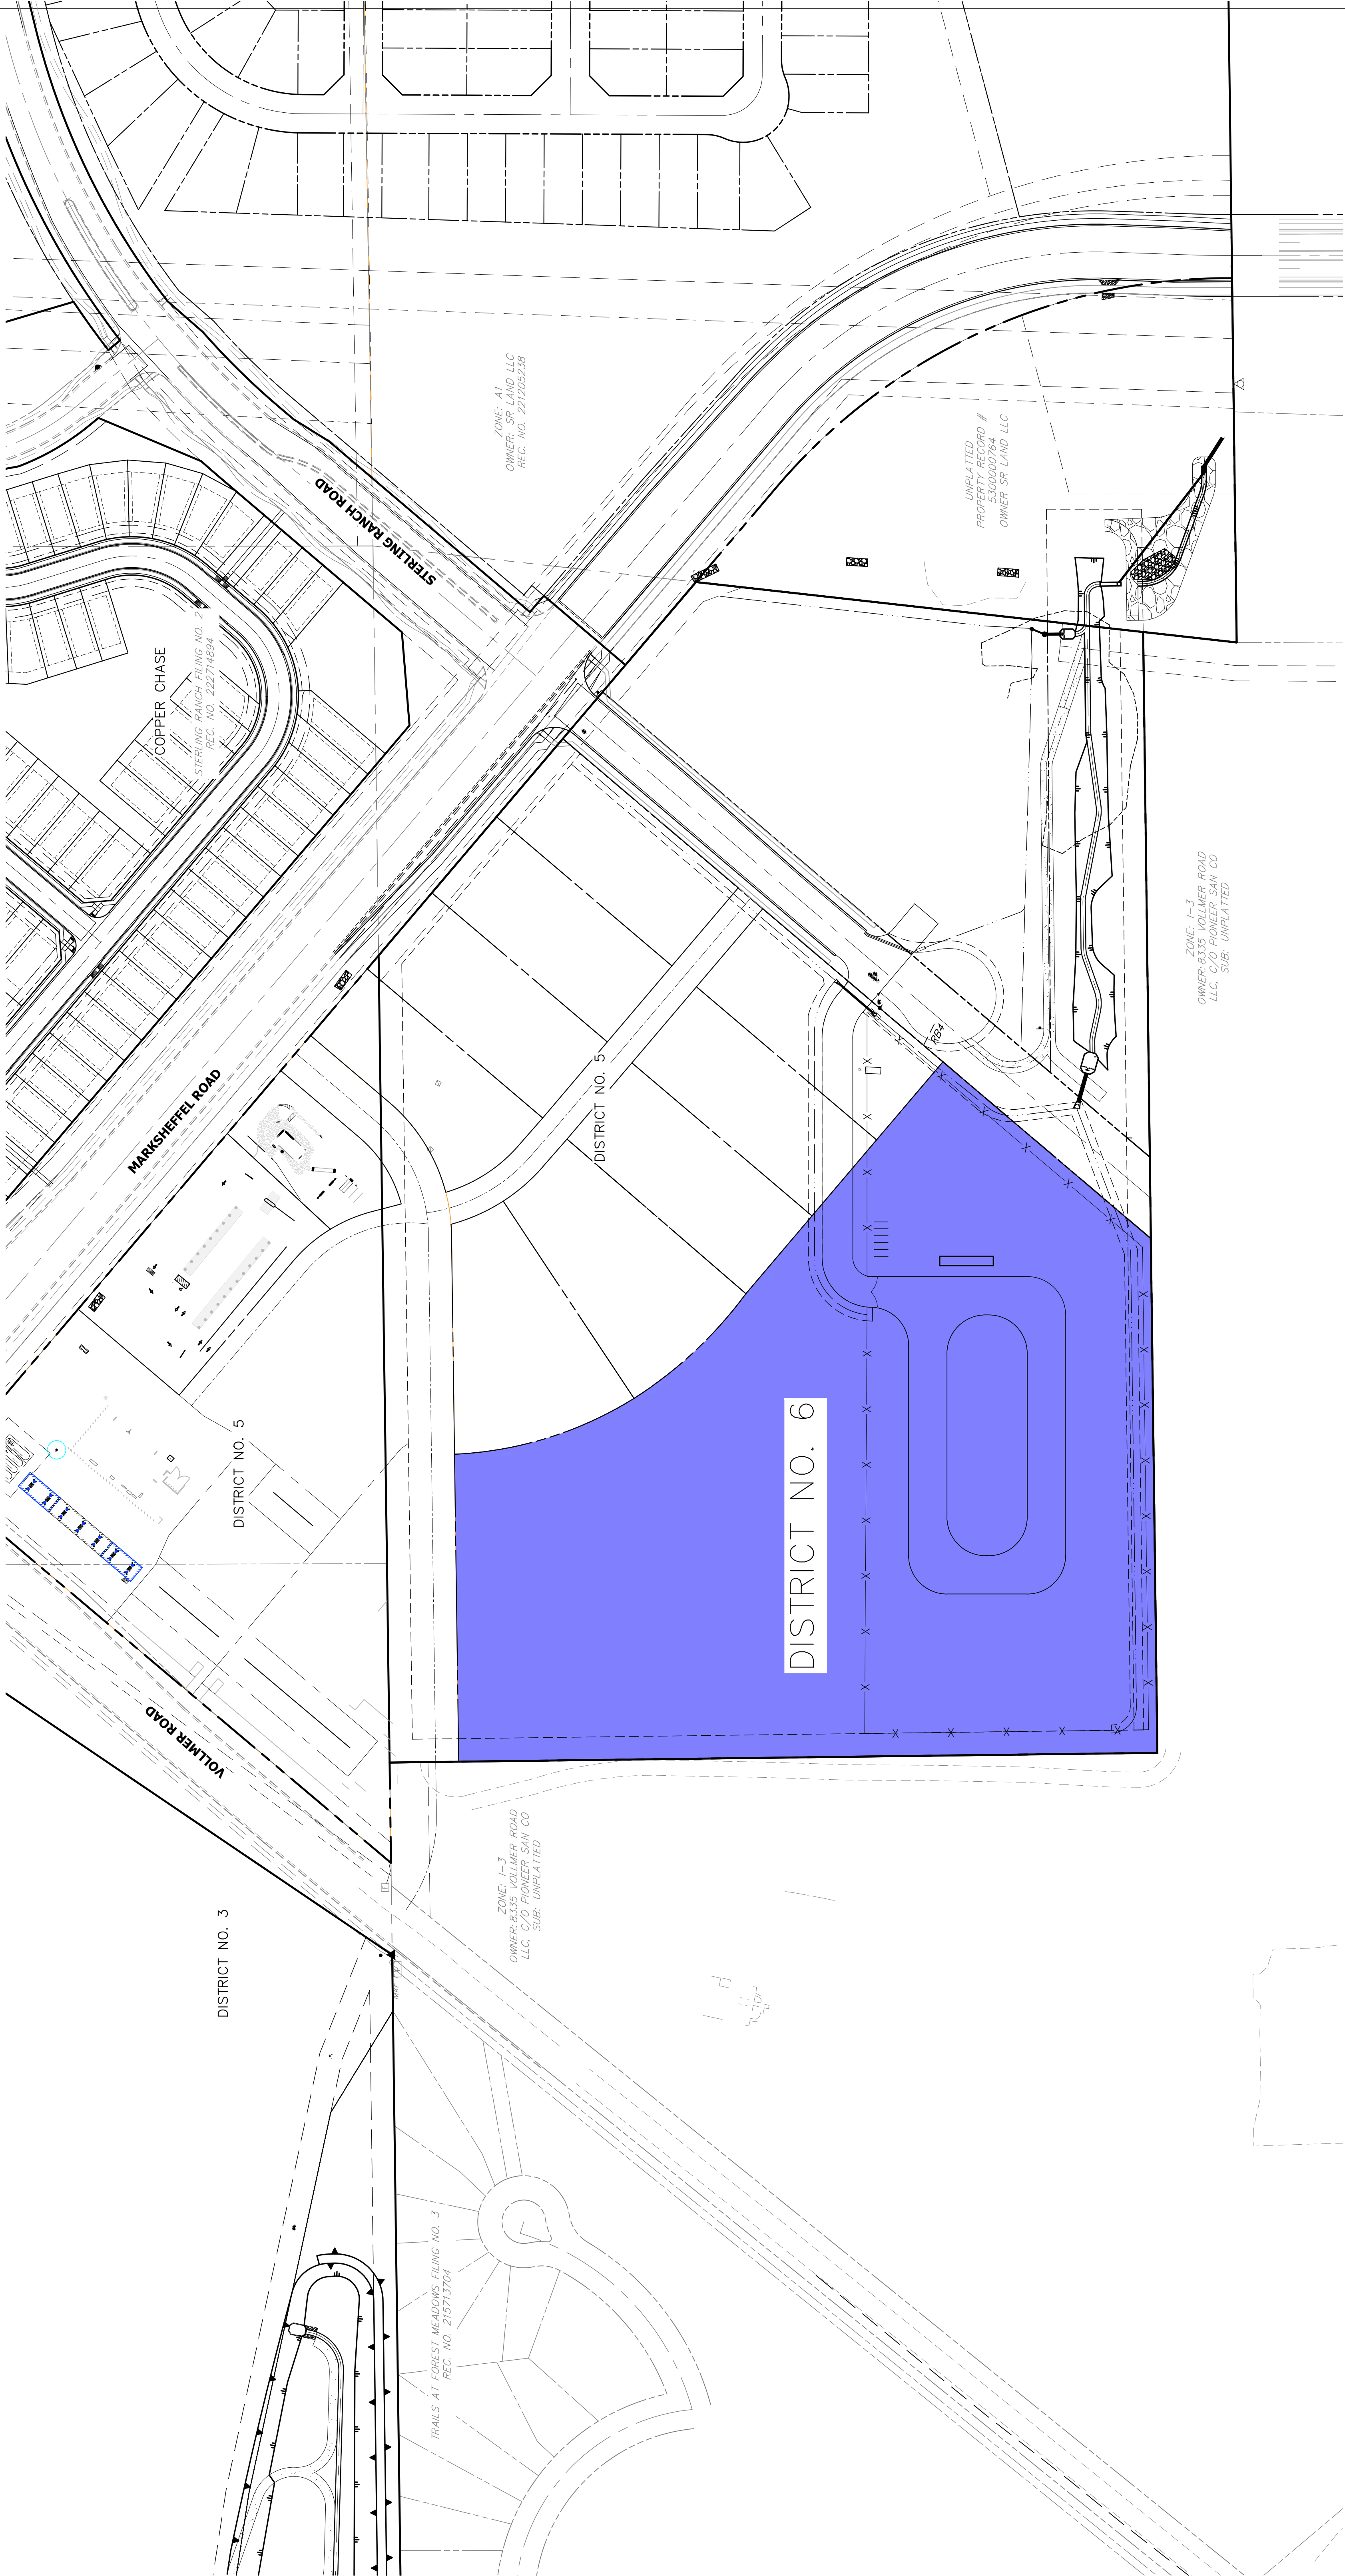 ZONE: A1
OWNER: SR LAND LLC
REC. NO. 221205238
UNPLATTED
PROPERTY RECORD #
5300000764
OWNER SR LAND LLC
STERLING RANCH ROAD
COPPER CHASE
STERLING RANCH FILING NO. 2
REC. NO. 222714894
MARKSHEFFEL ROAD
ZONE: I-3
OWNER: 8335 VOLLMER ROAD
LLC, C/O PIONEER SAN CO
SUB: UNPLATTED
RB4
DISTRICT NO. 5
DISTRICT NO. 5
DISTRICT NO. 6
VOLLMER ROAD
ZONE: I-3
OWNER: 8335 VOLLMER ROAD
LLC, C/O PIONEER SAN CO
SUB: UNPLATTED
DISTRICT NO. 3
TRAILS AT FOREST MEADOWS FILING NO. 3
REC. NO. 215713704